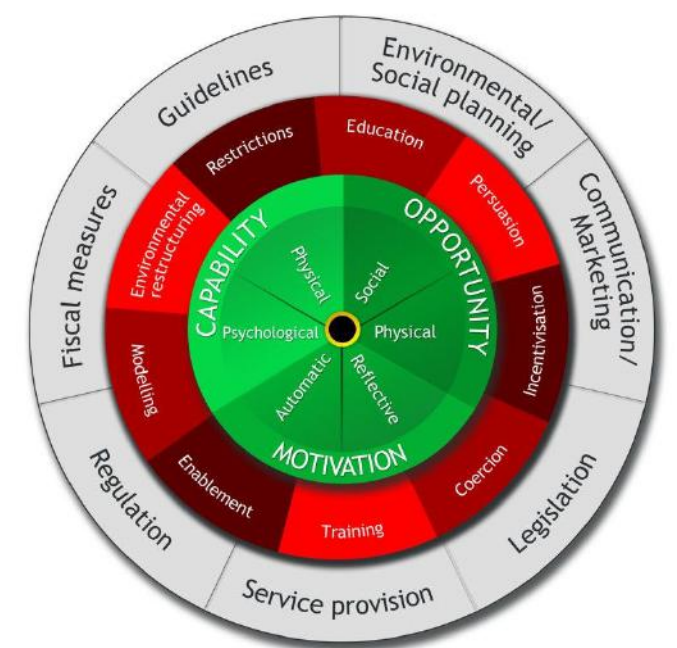 Environmental/
Social planning
Communication/
Marketing
Legislation
Service provision
Regulation
Fiscal measures
Guidelines
Education
Persuasion
Incentivisation
Coercion
Training
Enablement
Modelling
Environmental
restructuring
Restrictions
CAPABILITY
Physical
Psychological
OPPORTUNITY
Social
Physical
MOTIVATION
Automatic
Reflective